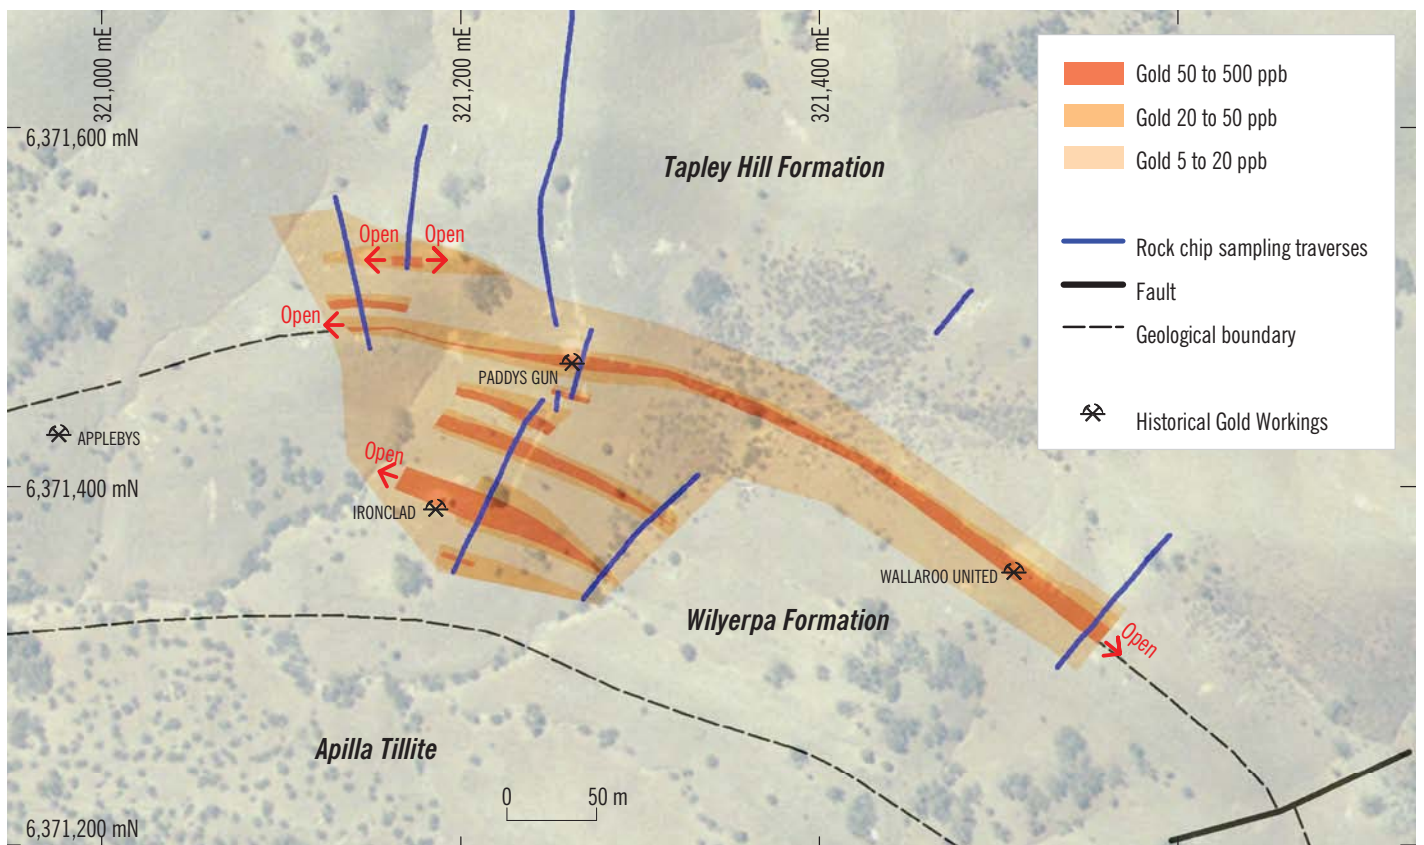 321,000 mE
321,200 mE
321,400 mE
Gold 50 to 500 ppb
Gold 20 to 50 ppb
Gold 5 to 20 ppb
Rock chip sampling traverses
Fault
Geological boundary
Historical Gold Workings
6,371,600 mN
Tapley Hill Formation
Open
Open
Open
PADDYS GUN
APPLEBYS
Open
6,371,400 mN
IRONCLAD
WALLAROO UNITED
Wilyerpa Formation
Open
Apilla Tillite
0 50 m
6,371,200 mN